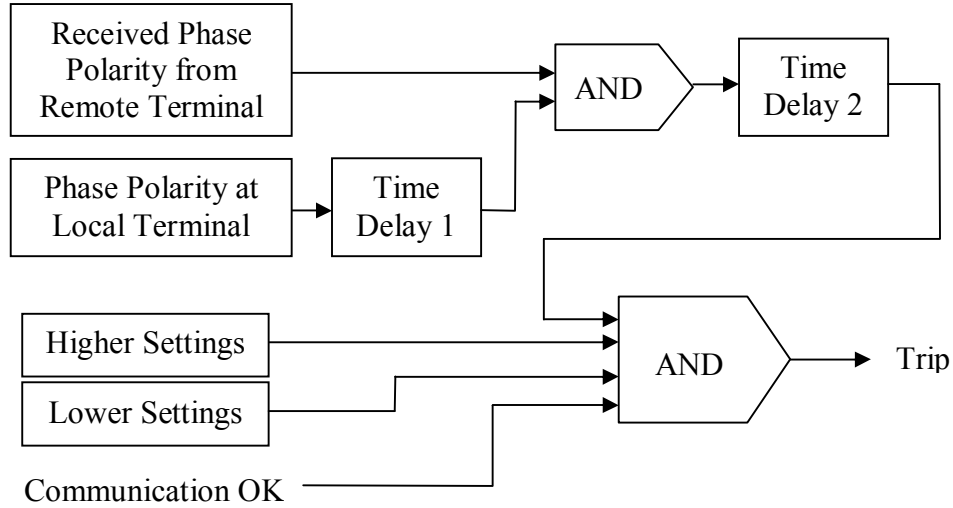 Received Phase
Polarity from
Remote Terminal
AND
Time
Delay 2
Phase Polarity at
Local Terminal
Time
Delay 1
Higher Settings
AND
Trip
Lower Settings
Communication OK